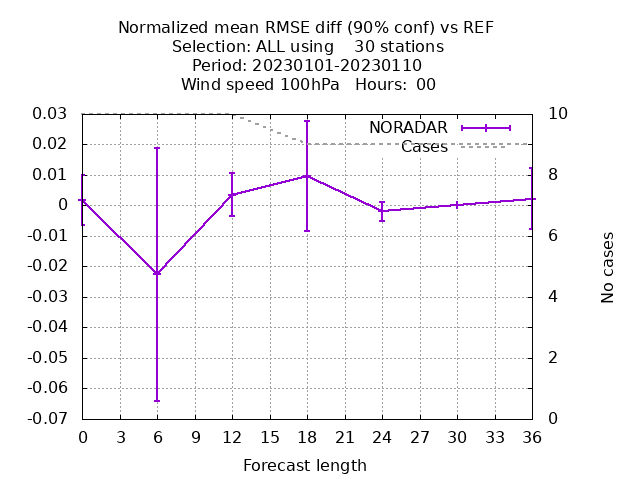 Normalized mean RMSE diff (90% conf) vs REF
Selection: ALL using    30 stations
Period: 20230101-20230110
Wind speed 100hPa   Hours: 00
NORADAR
Cases
0.03
0.02
0.01
0
-0.01
-0.02
-0.03
-0.04
-0.05
-0.06
-0.07
10
8
6
4
2
0
No cases
0 3 6 9 12 15 18 21 24 27 30 33 36
Forecast length